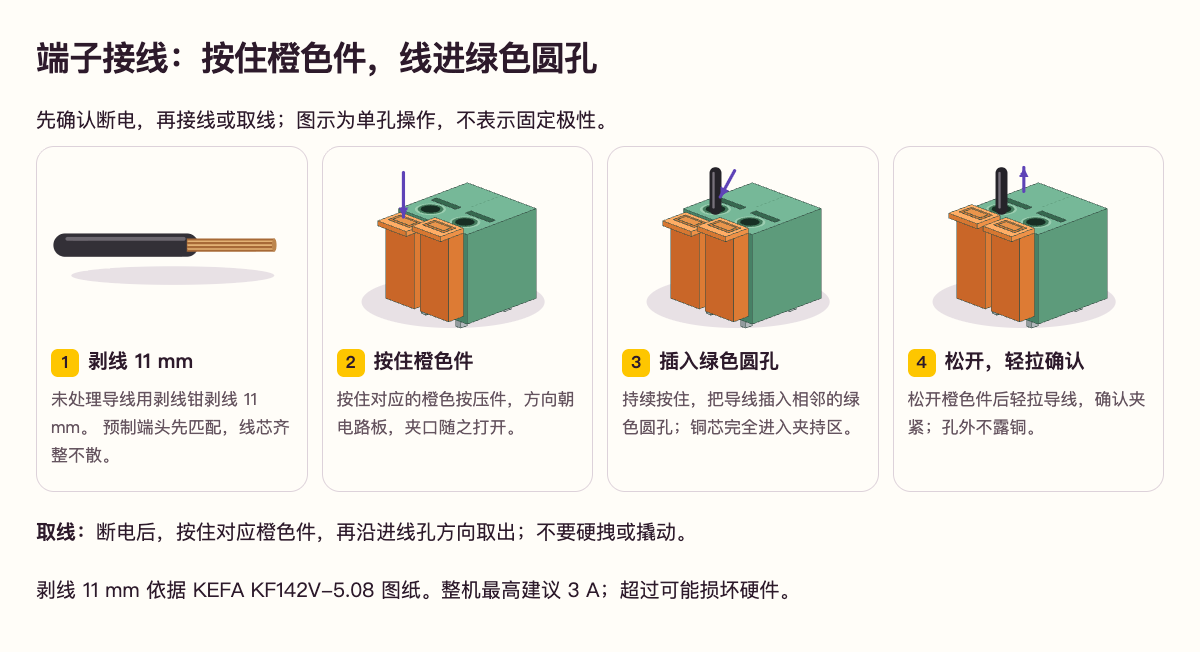 端子接线：按住橙色件，线进绿色圆孔
先确认断电，再接线或取线；图示为单孔操作，不表示固定极性。
1 剥线 11 mm
未处理导线用剥线钳剥线 11
mm。 预制端头先匹配，线芯齐
整不散。
2 按住橙色件
按住对应的橙色按压件，方向朝
电路板，夹口随之打开。
3 插入绿色圆孔
持续按住，把导线插入相邻的绿
色圆孔；铜芯完全进入夹持区。
4 松开，轻拉确认
松开橙色件后轻拉导线，确认夹
紧；孔外不露铜。
取线：断电后，按住对应橙色件，再沿进线孔方向取出；不要硬拽或撬动。
剥线 11 mm 依据 KEFA KF142V–5.08 图纸。整机最高建议 3 A；超过可能损坏硬件。